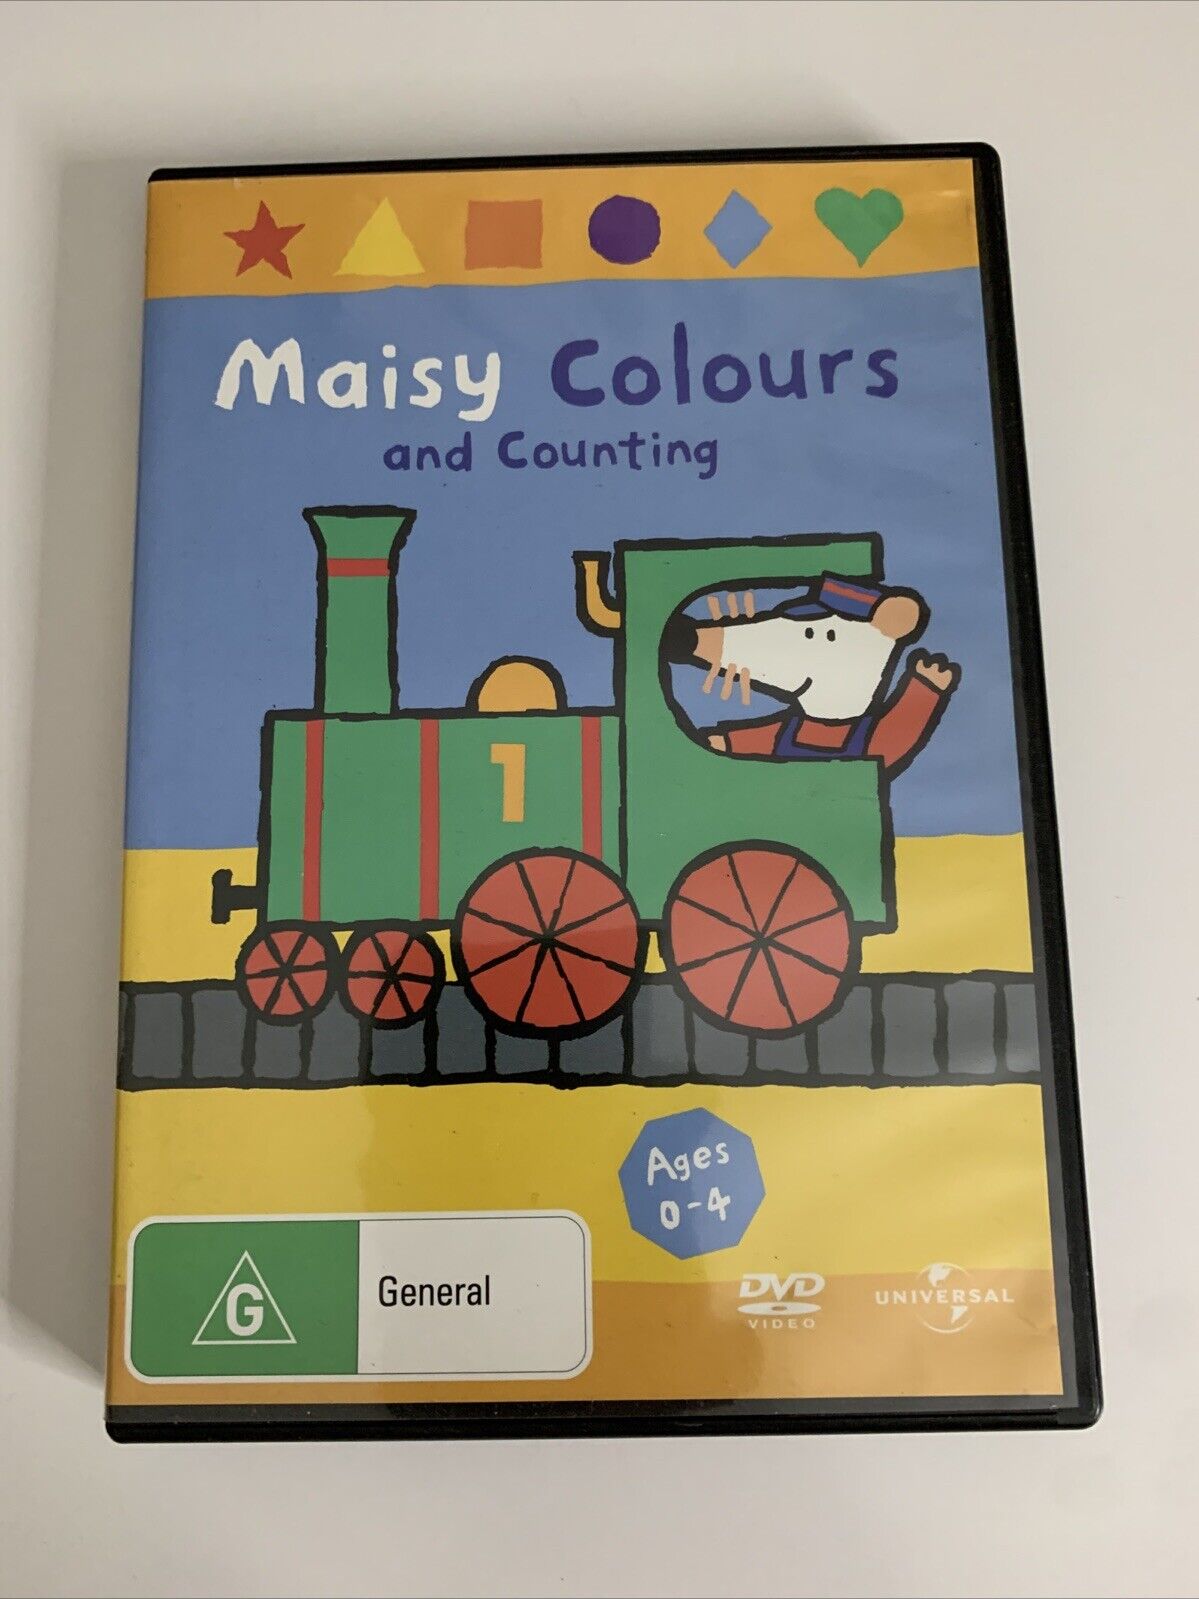 Maisy Colours
and Counting
1
Ages
0-4
G
General
DVD
VIDEO
UNIVERSAL